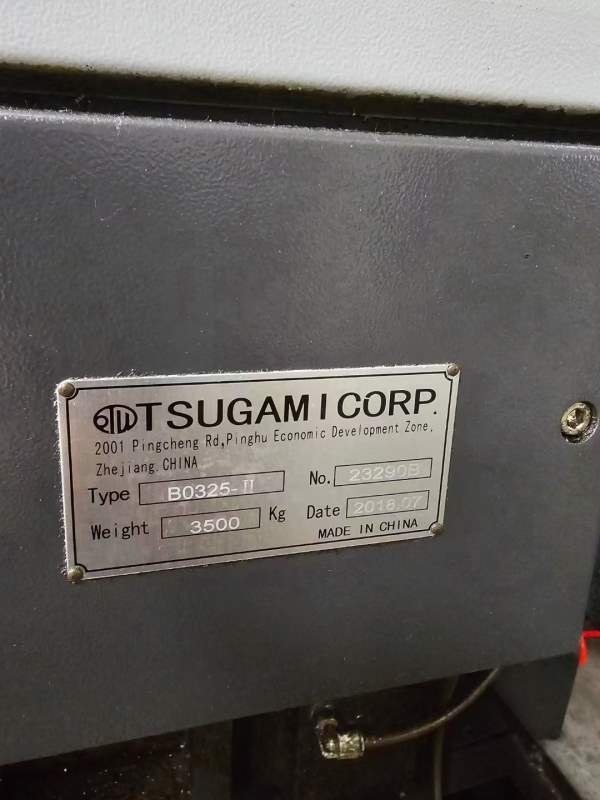 TSUGAMI CORP.
2001 Pingcheng Rd,Pinghu Economic Development Zone,
Zhejiang.CHINA
Type B0325-II No. 23290B
Weight 3500 Kg Date 2018.07
MADE IN CHINA